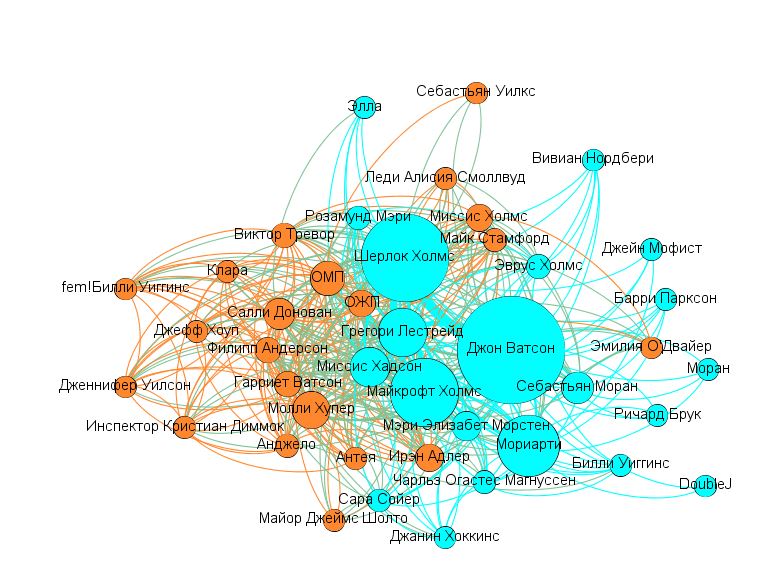 Себастьян Уилкс
Элла
Вивиан Нордбери
Леди Алисия Смоллвуд
Розамунд Мэри
Миссис Холмс
Виктор Тревор
Майк Стамфорд
Джейн Мофист
Шерлок Холмс
Эврус Холмс
Клара
ОМП
fem!Билли Уиггинс
Барри Парксон
ОЖП
Салли Донован
Джефф Хоуп
Грегори Лестрейд
Филипп Андерсон
Джон Ватсон
Эмилия О'Двайер
Миссис Хадсон
Моран
Дженнифер Уилсон
Гарриет Ватсон
Майкрофт Холмс
Себастьян Моран
Молли Хупер
Ричард Брук
Инспектор Кристиан Диммок
Мэри Элизабет Морстен
Анджело
Мориарти
Антея
Ирэн Адлер
Билли Уиггинс
Чарльз Огастес Магнуссен
DoubleJ
Сара Сойер
Майор Джеймс Шолто
Джанин Хоккинс